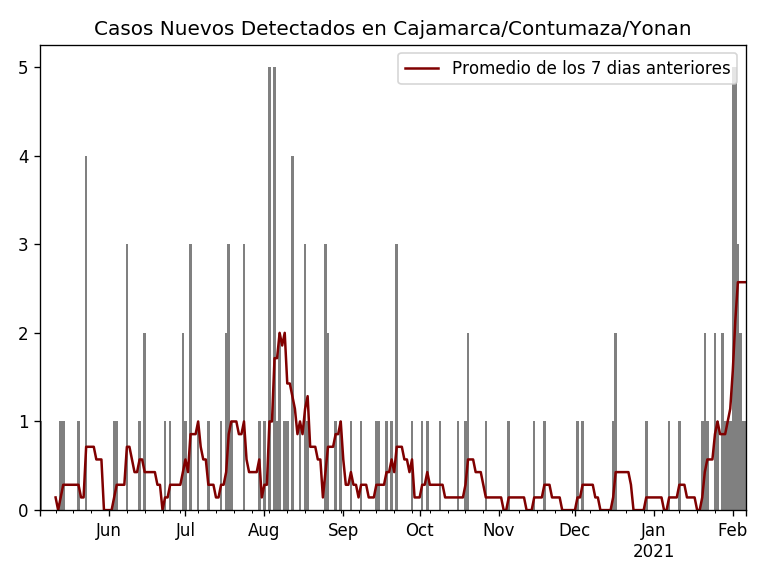 Casos Nuevos Detectados en Cajamarca/Contumaza/Yonan
Promedio de los 7 dias anteriores
5
4
3
2
1
0
Jun Jul Aug Sep Oct Nov Dec Jan Feb
2021